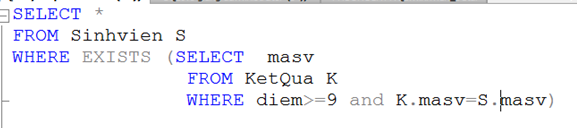 SELECT *
FROM Sinhvien S
WHERE EXISTS (SELECT masv
FROM KetQua K
WHERE diem>=9 and K.masv=S.masv)